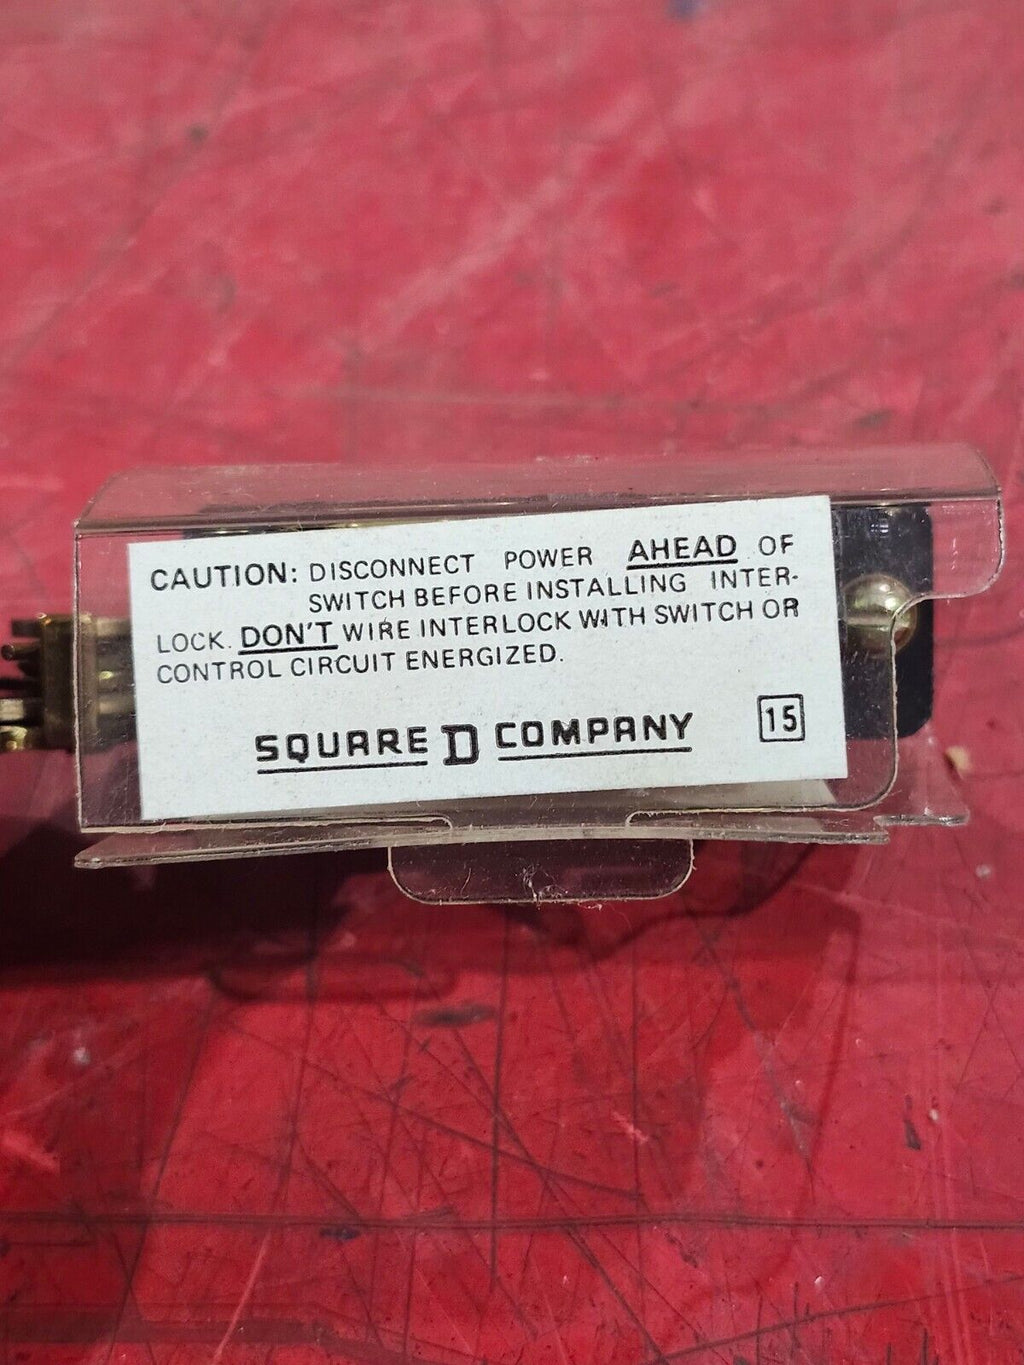 CAUTION: DISCONNECT POWER AHEAD OF
SWITCH BEFORE INSTALLING INTER-
LOCK. DON'T WIRE INTERLOCK WITH SWITCH OR
CONTROL CIRCUIT ENERGIZED.
SQUARE D COMPANY
15